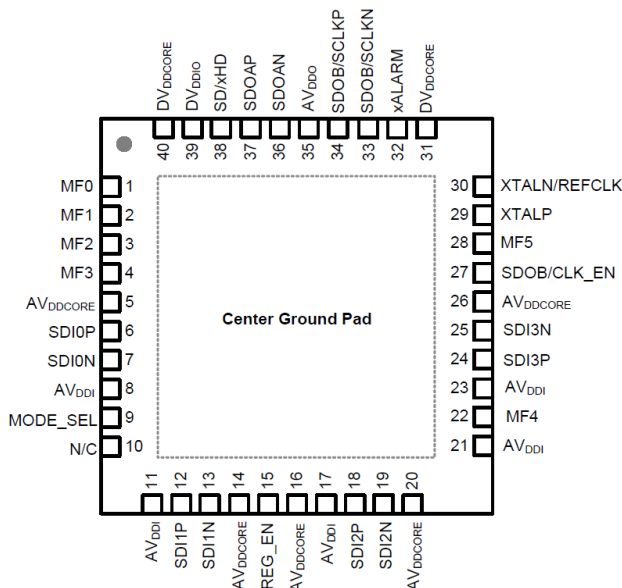 DVDDCORE
DVDDIO
SD/xHD
SDOAP
SDOAN
AVDDO
SDOB/SCLKP
SDOB/SCLKN
xALARM
DVDDCORE
40 39 38 37 36 35 34 33 32 31
MF0 1
MF1 2
MF2 3
MF3 4
AVDDCORE 5
SDI0P 6
SDI0N 7
AVDDI 8
MODE_SEL 9
N/C 10
Center Ground Pad
30 XTALN/REFCLK
29 XTALP
28 MF5
27 SDOB/CLK_EN
26 AVDDCORE
25 SDI3N
24 SDI3P
23 AVDDI
22 MF4
21 AVDDI
11 12 13 14 15 16 17 18 19 20
AVDDI
SDI1P
SDI1N
AVDDCORE
REG_EN
AVDDCORE
AVDDI
SDI2P
SDI2N
AVDDCORE